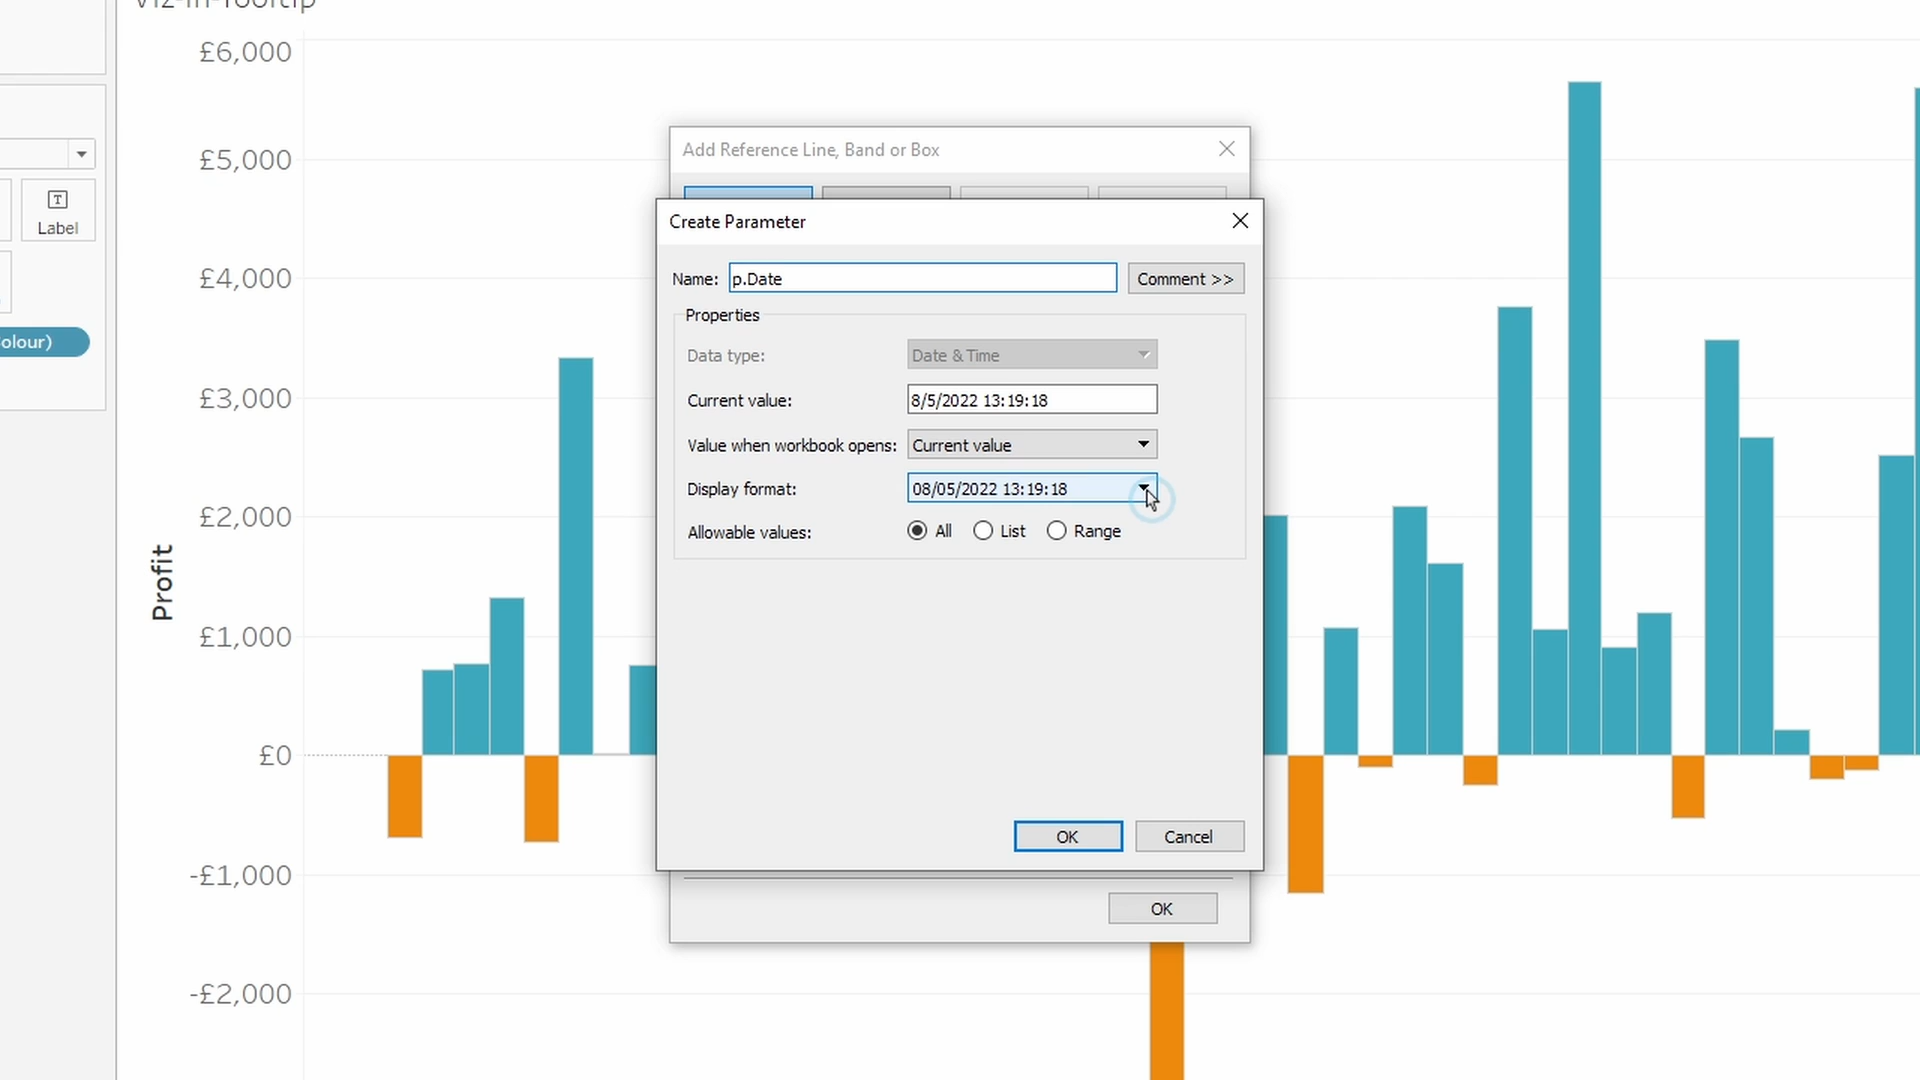 Viz-in-Tooltip
£6,000
£5,000
£4,000
£3,000
£2,000
£1,000
£0
-£1,000
-£2,000
Profit
Label
olour)
Add Reference Line, Band or Box
Create Parameter
Name: p.Date Comment >>
Properties
Data type: Date & Time
Current value: 8/5/2022 13:19:18
Value when workbook opens: Current value
Display format: 08/05/2022 13:19:18
Allowable values: All List Range
OK Cancel
OK